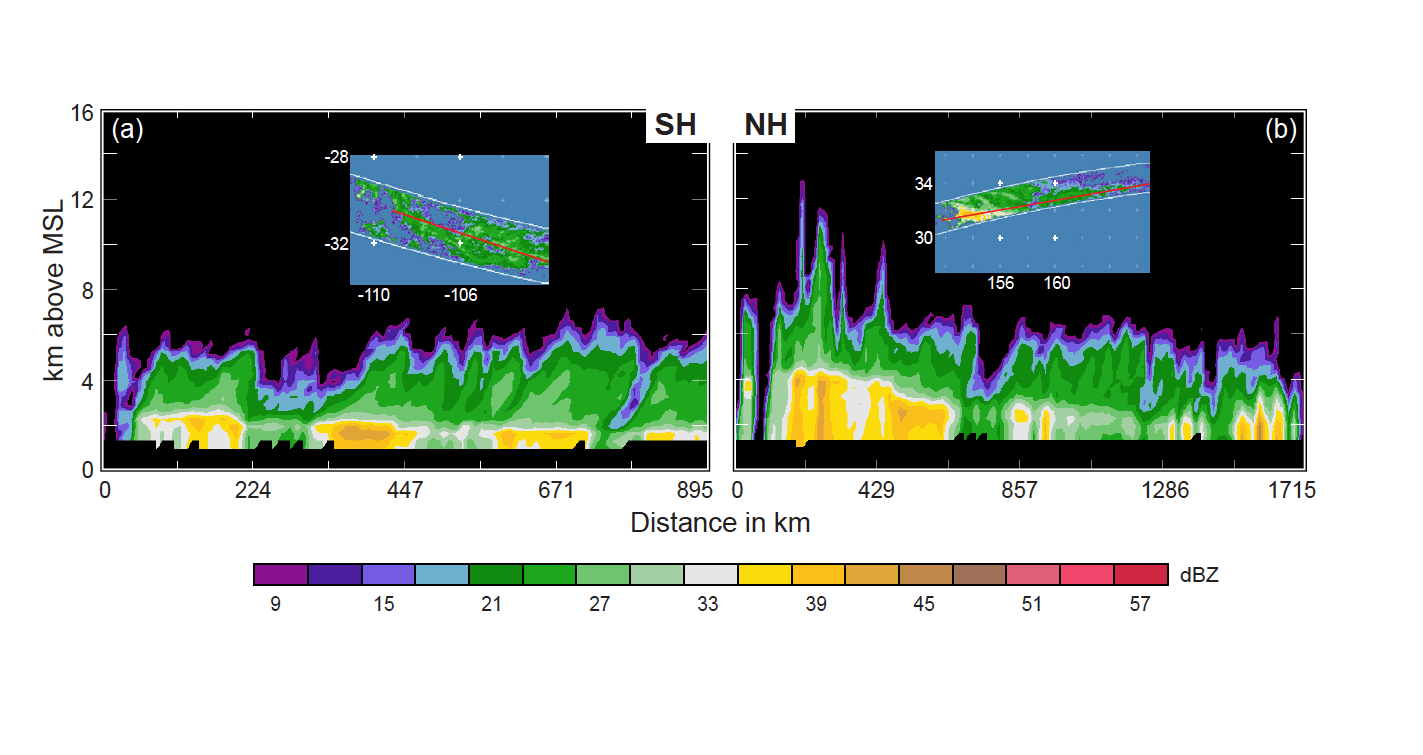 (a)
SH
NH
(b)
16
12
8
4
0
km above MSL
-28
-32
-110 -106
34
30
156 160
0 224 447 671 895
0 429 857 1286 1715
Distance in km
dBZ
9 15 21 27 33 39 45 51 57